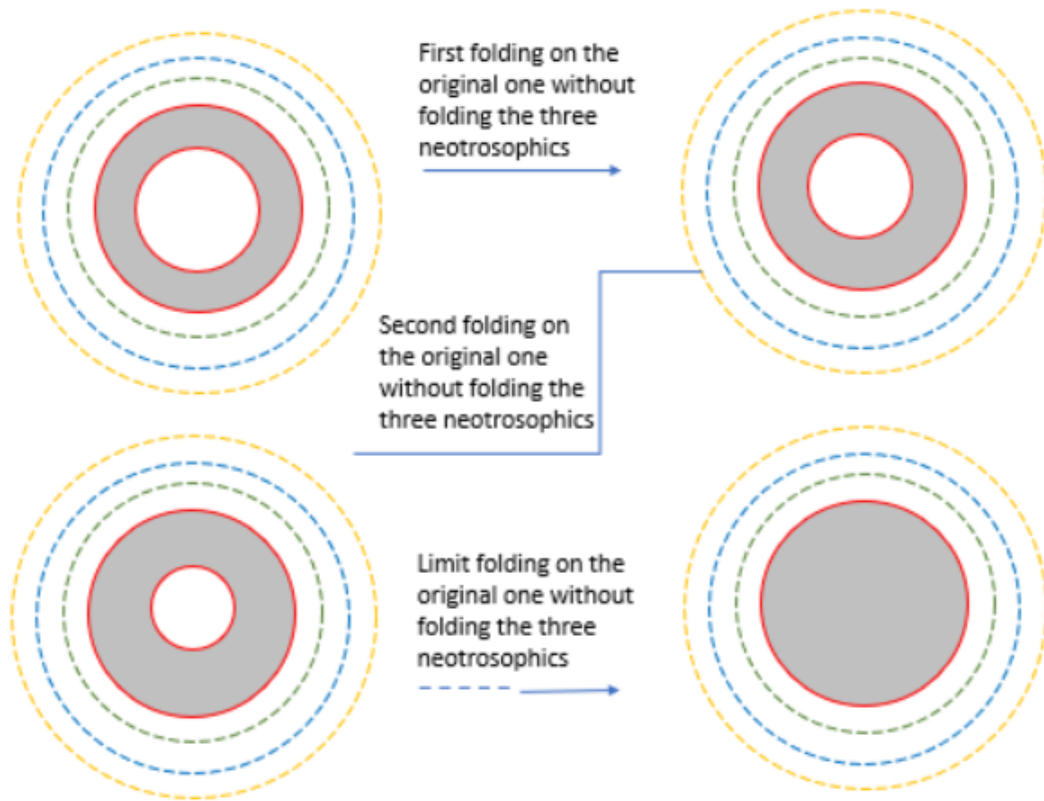 First folding on the
original one without
folding the three
neotrosophics
Second folding on
the original one
without folding the
three neotrosophics
Limit folding on the
original one without
folding the three
neotrosophics